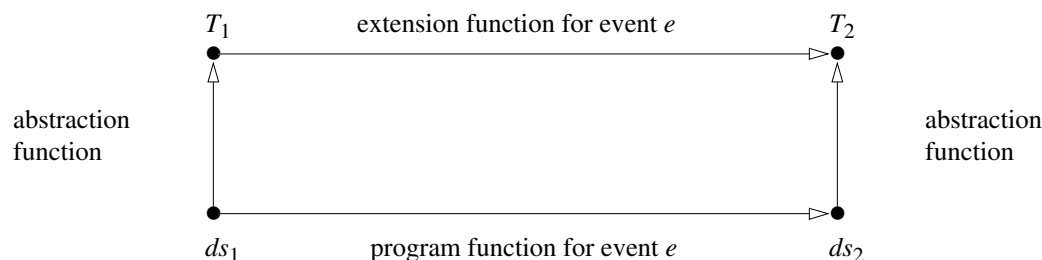 T₁ extension function for event e T₂
abstraction
function
abstraction
function
ds₁ program function for event e ds₂